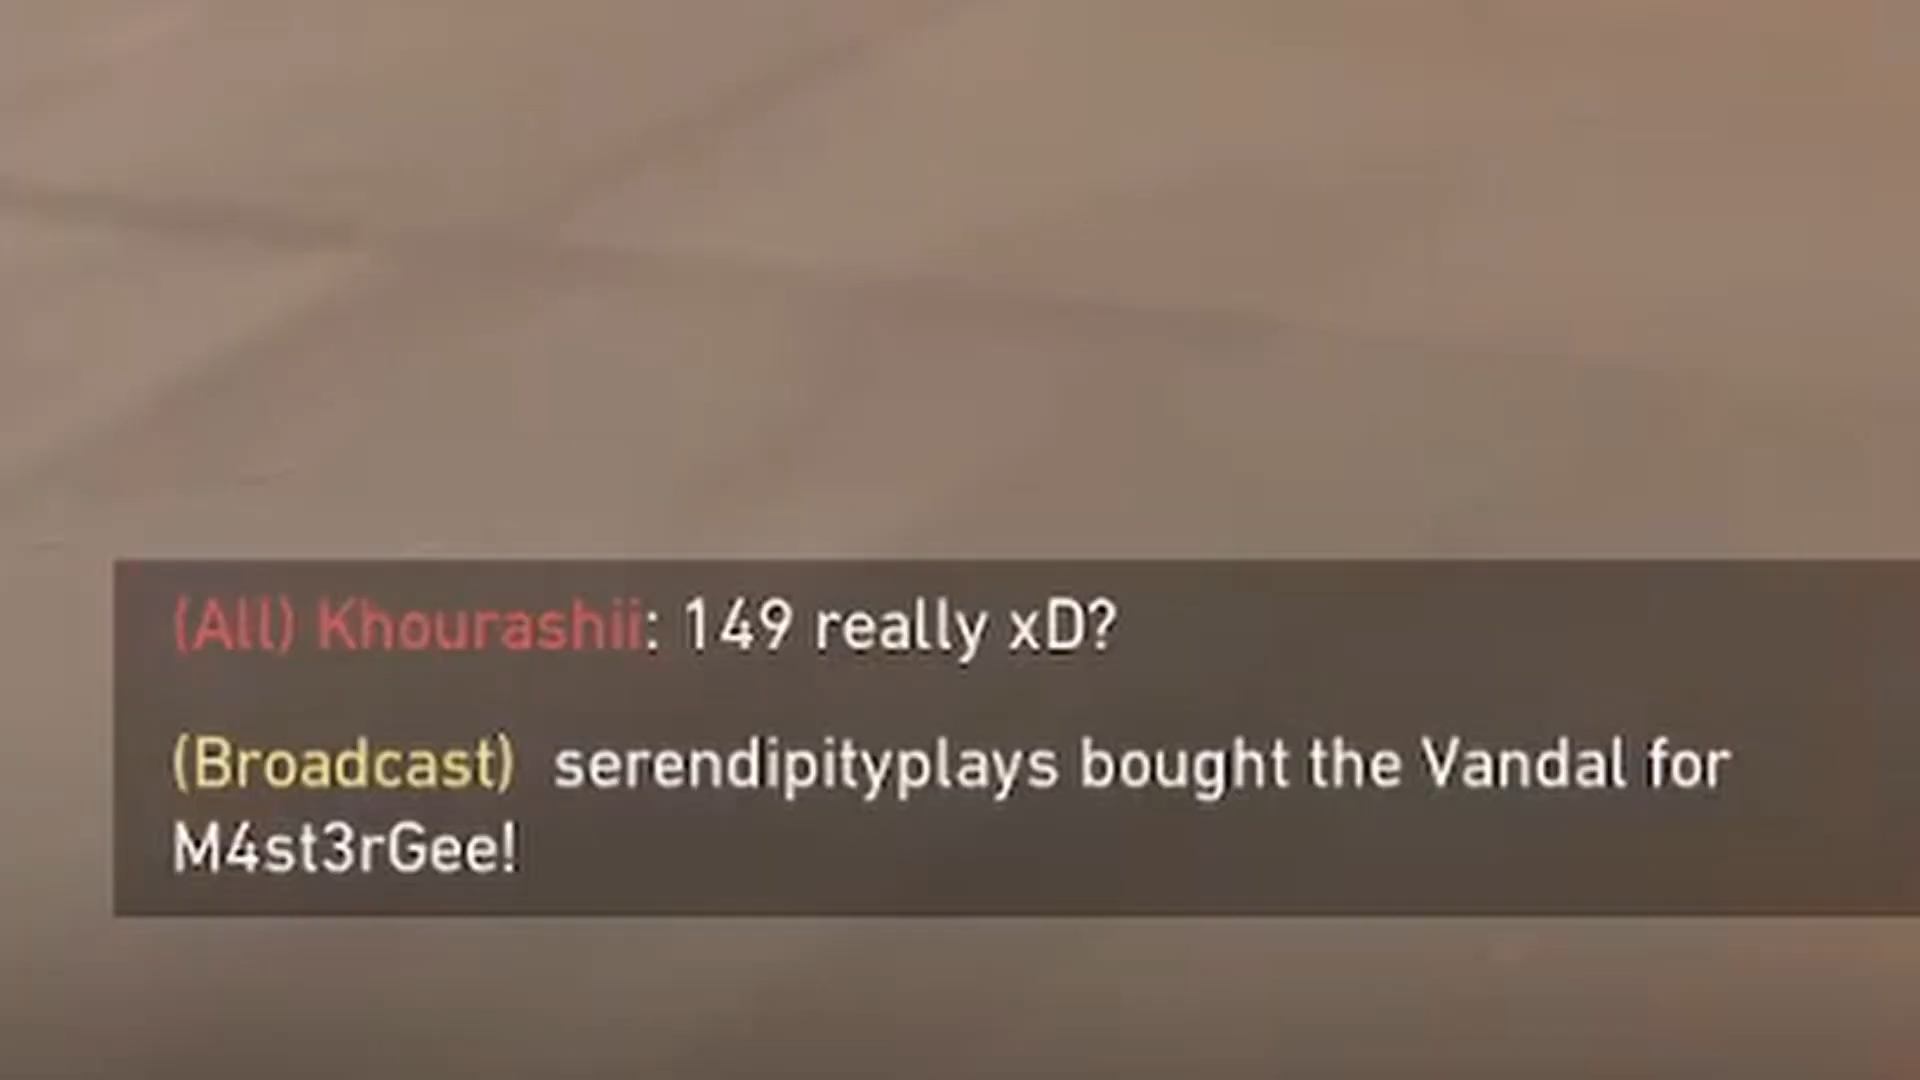 (All) Khourashii: 149 really xD?
(Broadcast) serendipityplays bought the Vandal for
M4st3rGee!